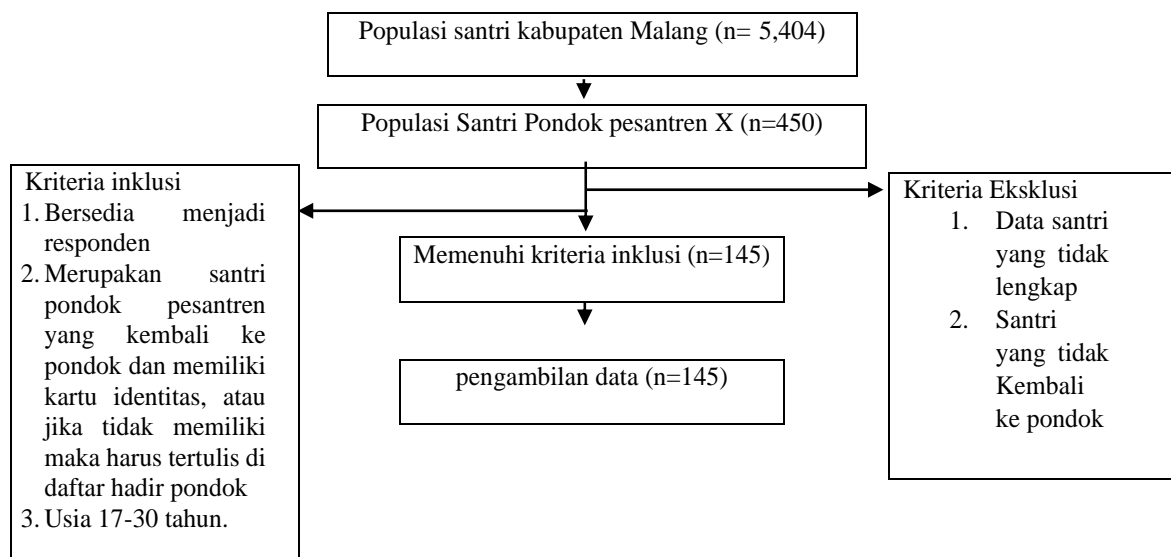 Populasi santri kabupaten Malang (n= 5,404)
Populasi Santri Pondok pesantren X (n=450)
Kriteria inklusi
1. Bersedia menjadi
responden
2. Merupakan santri
pondok pesantren
yang kembali ke
pondok dan memiliki
kartu identitas, atau
jika tidak memiliki
maka harus tertulis di
daftar hadir pondok
3. Usia 17-30 tahun.
Memenuhi kriteria inklusi (n=145)
pengambilan data (n=145)
Kriteria Eksklusi
1. Data santri
yang tidak
lengkap
2. Santri
yang tidak
Kembali
ke pondok